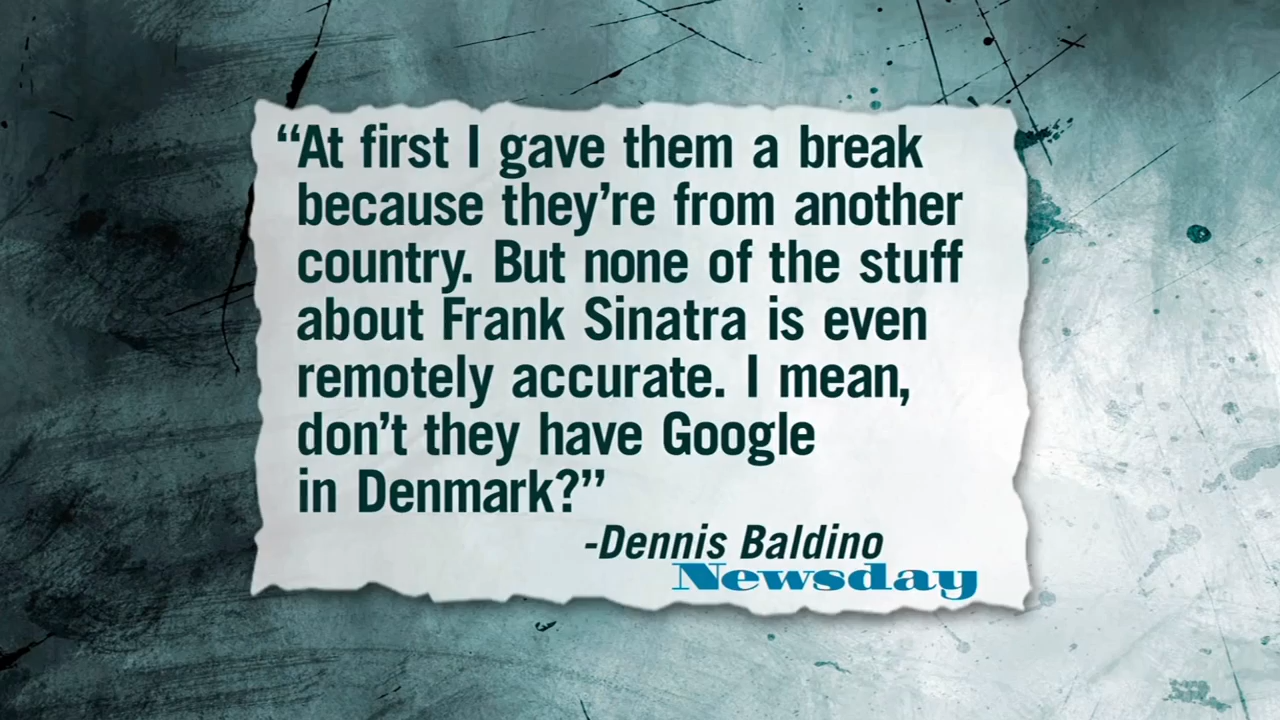 “At first I gave them a break
because they’re from another
country. But none of the stuff
about Frank Sinatra is even
remotely accurate. I mean,
don’t they have Google
in Denmark?”
-Dennis Baldino
Newsday